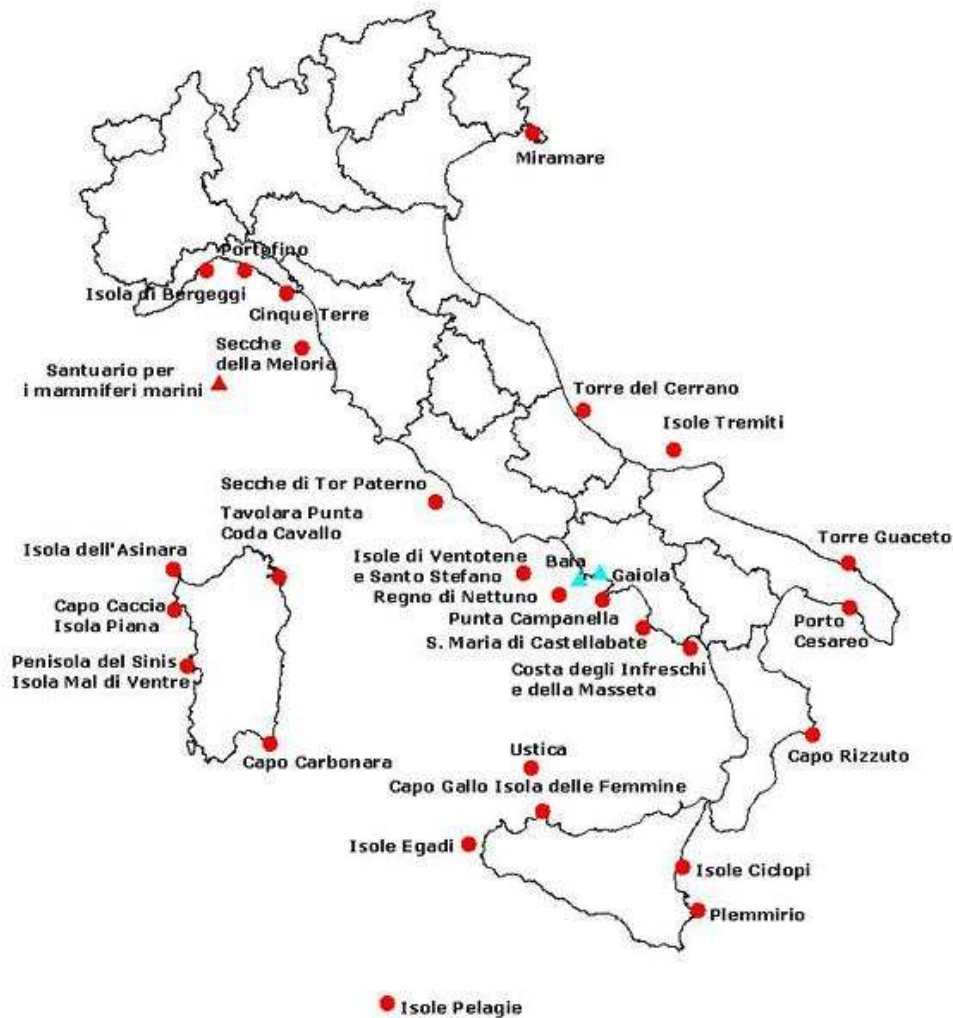 Miramare
Portofino
Isola di Bergeggi
Cinque Terre
Secche
della Meloria
Santuario per
i mammiferi marini
Torre del Cerrano
Isole Tremiti
Secche di Tor Paterno
Tavolara Punta
Coda Cavallo
Isola dell'Asinara
Isole di Ventotene
e Santo Stefano
Baia
Gaiola
Torre Guaceto
Regno di Nettuno
Capo Caccia
Isola Piana
Punta Campanella
Porto
Cesareo
S. Maria di Castellabate
Penisola del Sinis
Isola Mal di Ventre
Costa degli Infreschi
e della Masseta
Capo Carbonara
Ustica
Capo Rizzuto
Capo Gallo Isola delle Femmine
Isole Egadi
Isole Ciclopi
Plemmirio
Isole Pelagie